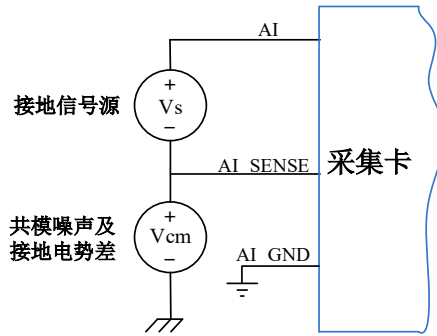 AI
+
接地信号源
Vs
−
AI SENSE
采集卡
+
共模噪声及
Vcm
接地电势差
−
AI GND